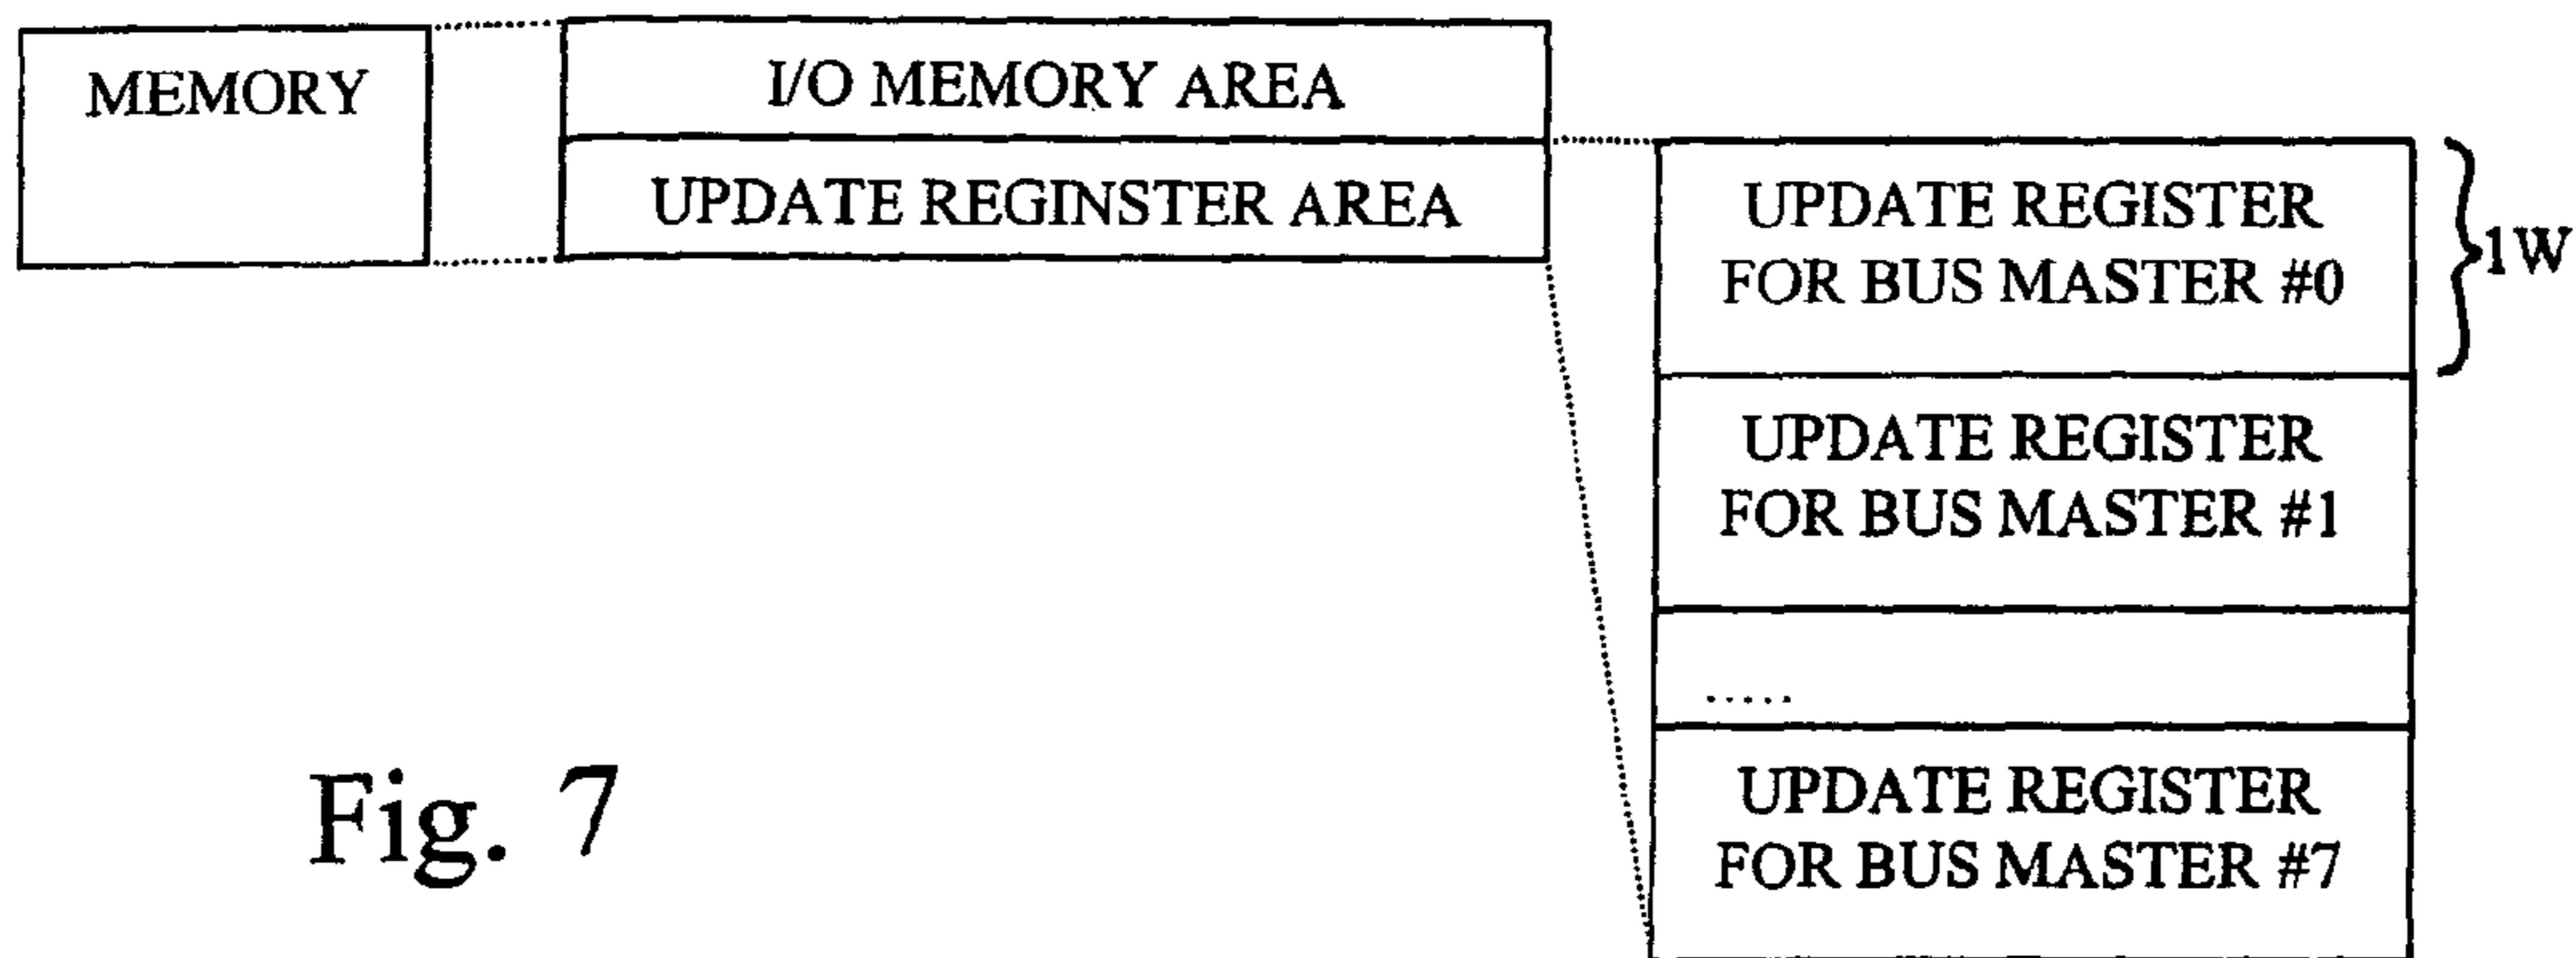 MEMORY
I/O MEMORY AREA
UPDATE REGINSTER AREA
UPDATE REGISTER
FOR BUS MASTER #0
1W
UPDATE REGISTER
FOR BUS MASTER #1
.....
UPDATE REGISTER
FOR BUS MASTER #7
Fig. 7